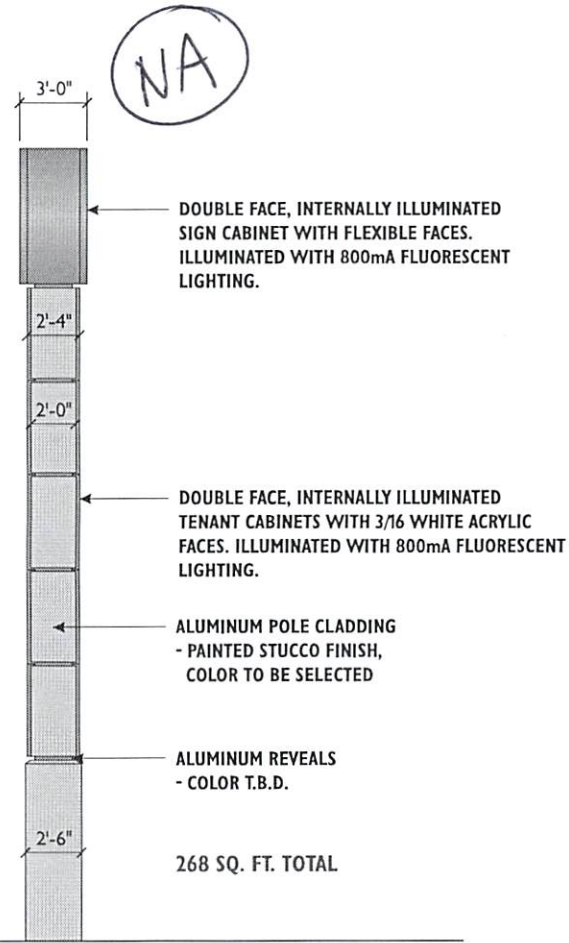 NA
3'-0"
DOUBLE FACE, INTERNALLY ILLUMINATED
SIGN CABINET WITH FLEXIBLE FACES.
ILLUMINATED WITH 800mA FLUORESCENT
LIGHTING.
2'-4"
2'-0"
DOUBLE FACE, INTERNALLY ILLUMINATED
TENANT CABINETS WITH 3/16 WHITE ACRYLIC
FACES. ILLUMINATED WITH 800mA FLUORESCENT
LIGHTING.
ALUMINUM POLE CLADDING
- PAINTED STUCCO FINISH,
COLOR TO BE SELECTED
ALUMINUM REVEALS
- COLOR T.B.D.
2'-6"
268 SQ. FT. TOTAL